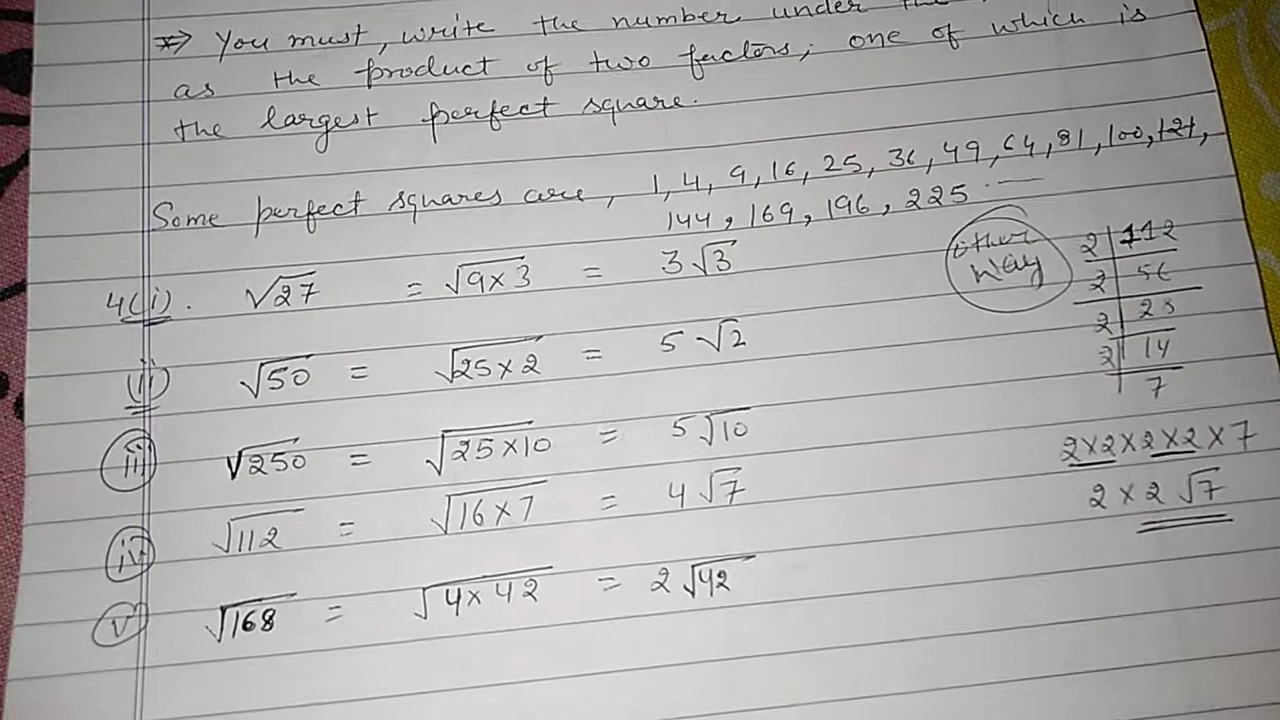 *⇒ You must, write the number under the
as the product of two factors, one of which is
the largest perfect square.
Some perfect squares are, 1, 4, 9, 16, 25, 36, 49, 64, 81, 100, 121,
144, 169, 196, 225 ------
4(i). √27 = √9×3 = 3√3
(ii) √50 = √25×2 = 5√2
(iii) √250 = √25×10 = 5√10
(iv) √112 = √16×7 = 4√7
(v) √168 = √4×42 = 2√42
other
way
2 | 112
2 | 56
2 | 28
2 | 14
7
2×2×2×2×7
2×2√7